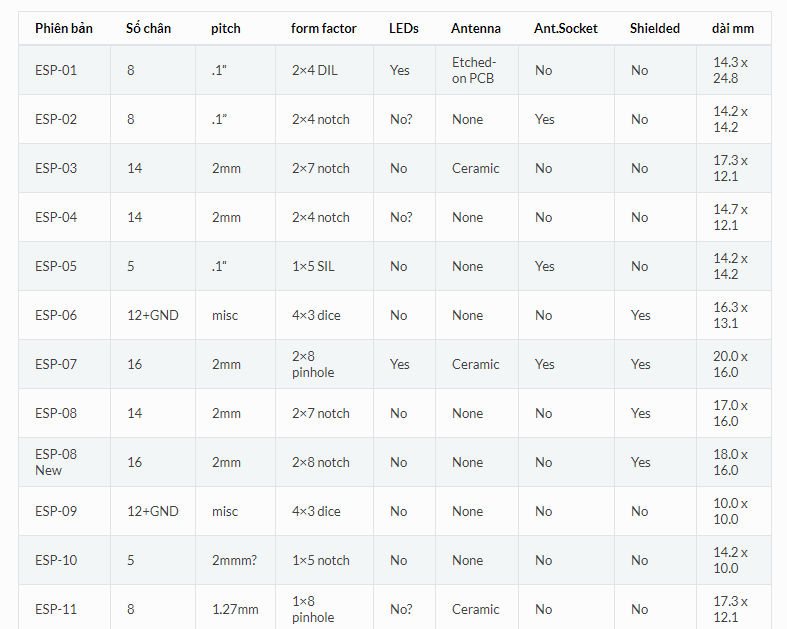 Phiên bản Số chân pitch form factor LEDs Antenna Ant.Socket Shielded dài mm
ESP-01 8 .1“ 2×4 DIL Yes Etched-on PCB No No 14.3 x 24.8
ESP-02 8 .1” 2×4 notch No? None Yes No 14.2 x 14.2
ESP-03 14 2mm 2×7 notch No Ceramic No No 17.3 x 12.1
ESP-04 14 2mm 2×4 notch No? None No No 14.7 x 12.1
ESP-05 5 .1“ 1×5 SIL No None Yes No 14.2 x 14.2
ESP-06 12+GND misc 4×3 dice No None No Yes 16.3 x 13.1
ESP-07 16 2mm 2×8 pinhole Yes Ceramic Yes Yes 20.0 x 16.0
ESP-08 14 2mm 2×7 notch No None No Yes 17.0 x 16.0
ESP-08 New 16 2mm 2×8 notch No None No Yes 18.0 x 16.0
ESP-09 12+GND misc 4×3 dice No None No No 10.0 x 10.0
ESP-10 5 2mmm? 1×5 notch No None No No 14.2 x 10.0
ESP-11 8 1.27mm 1×8 pinhole No? Ceramic No No 17.3 x 12.1